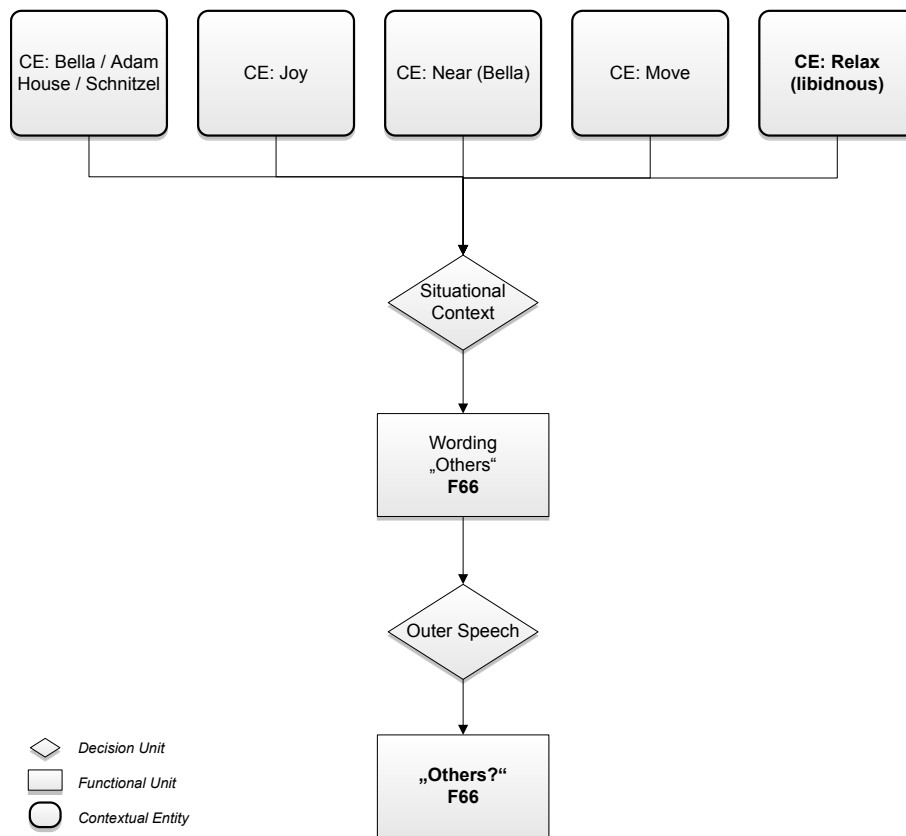 CE: Bella / Adam
House / Schnitzel
CE: Joy
CE: Near (Bella)
CE: Move
CE: Relax
(libidnous)
Situational
Context
Wording
„Others“
F66
Outer Speech
„Others?“
F66
Decision Unit
Functional Unit
Contextual Entity